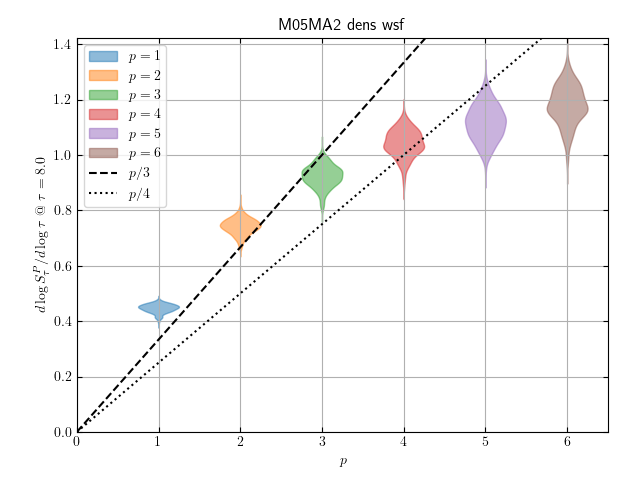 M05MA2 dens wsf
d log S_τ^P / d log τ @ τ = 8.0
1.4
1.2
1.0
0.8
0.6
0.4
0.2
0.0
p = 1
p = 2
p = 3
p = 4
p = 5
p = 6
p/3
p/4
0 1 2 3 4 5 6
p